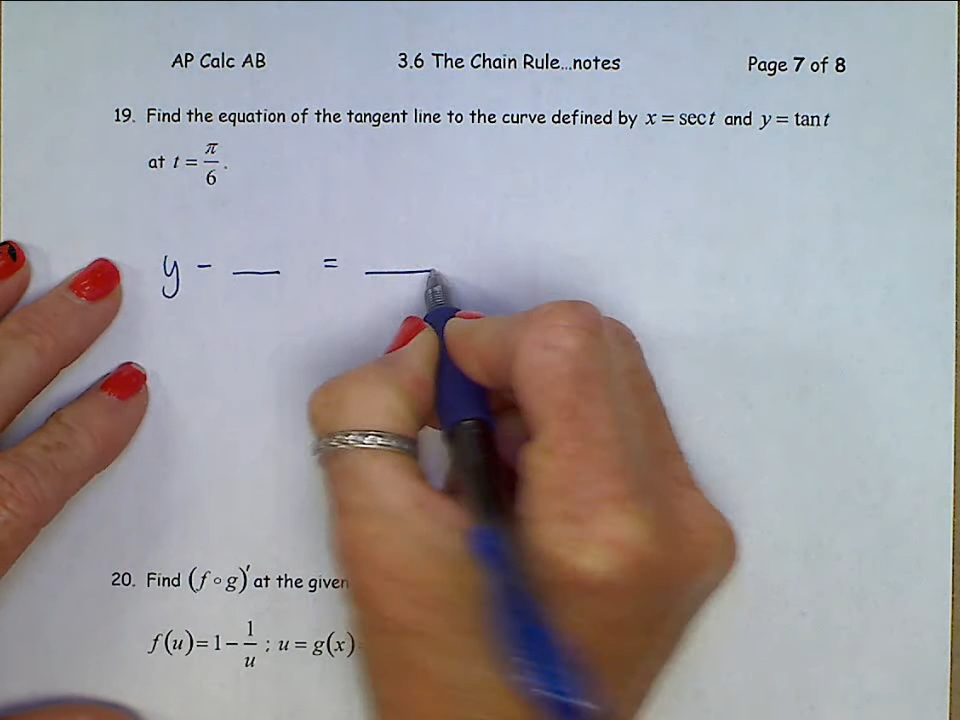 AP Calc AB 3.6 The Chain Rule...notes Page 7 of 8
19. Find the equation of the tangent line to the curve defined by x = sec t and y = tan t
at t = π/6.
y - __ = ___
20. Find (f∘g)′ at the given
f(u) = 1 - 1/u ; u = g(x)